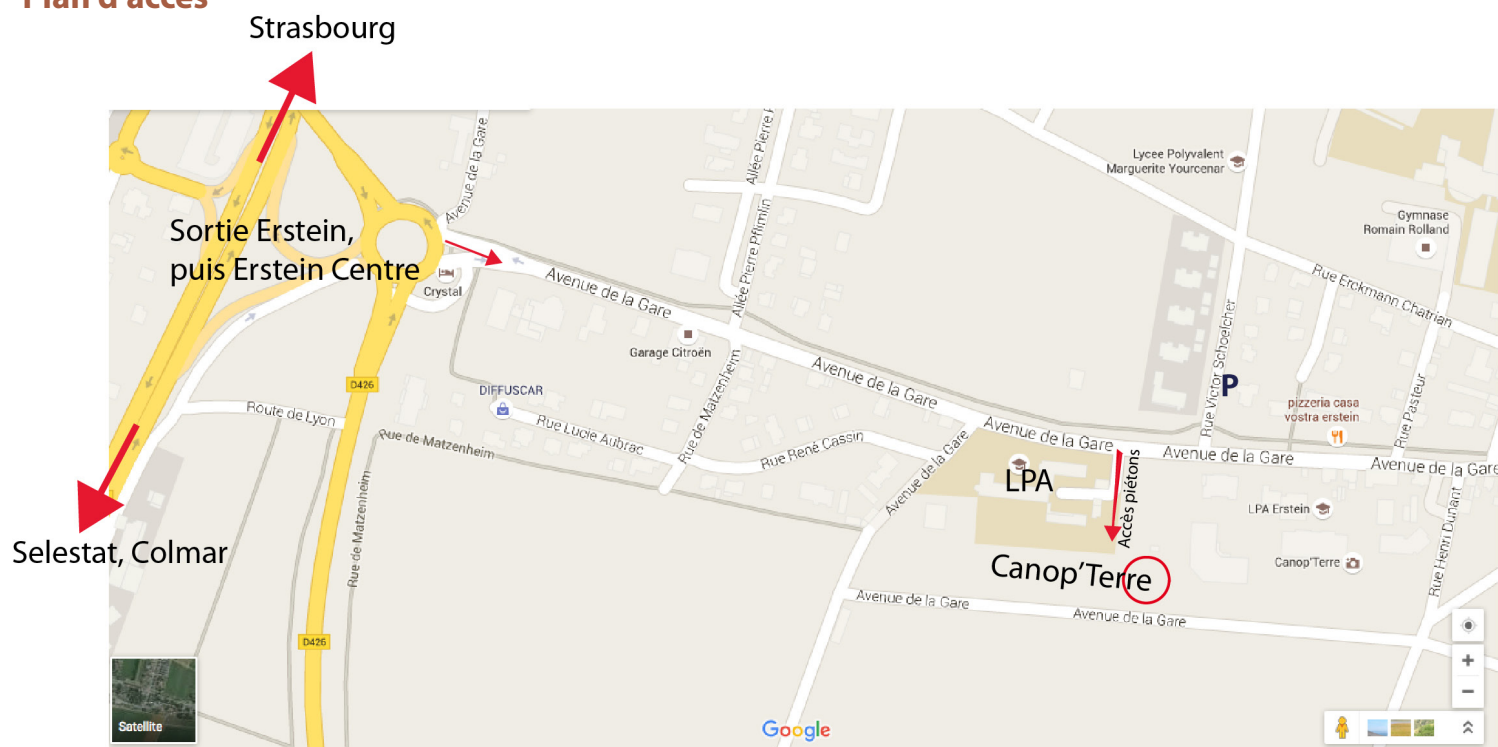 Plan d'accès
Strasbourg
Avenue de la Gare
Allée Pierre P
Lycee Polyvalent
Marguerite Yourcenar
Gymnase
Romain Rolland
Sortie Erstein,
puis Erstein Centre
Crystal
Avenue de la Gare
Allée Pierre Pflimlin
Rue Erckmann Chatrian
Garage Citroën
Rue Victor Schoelcher
P
D426
DIFFUSCAR
Avenue de la Gare
pizzeria casa
vostra erstein
Rue Pasteur
Route de Lyon
Rue de Matzenheim
Rue Lucie Aubrac
Rue de Matzenheim
Rue René Cassin
Avenue de la Gare
Avenue de la Gare
Avenue de la Gare
Avenue de la Gare
LPA
Accès piétons
LPA Erstein
Rue Henri Dunant
Rue de Matzenheim
Selestat, Colmar
Canop'Terre
Canop'Terre
Avenue de la Gare
Avenue de la Gare
D426
Satellite
Google